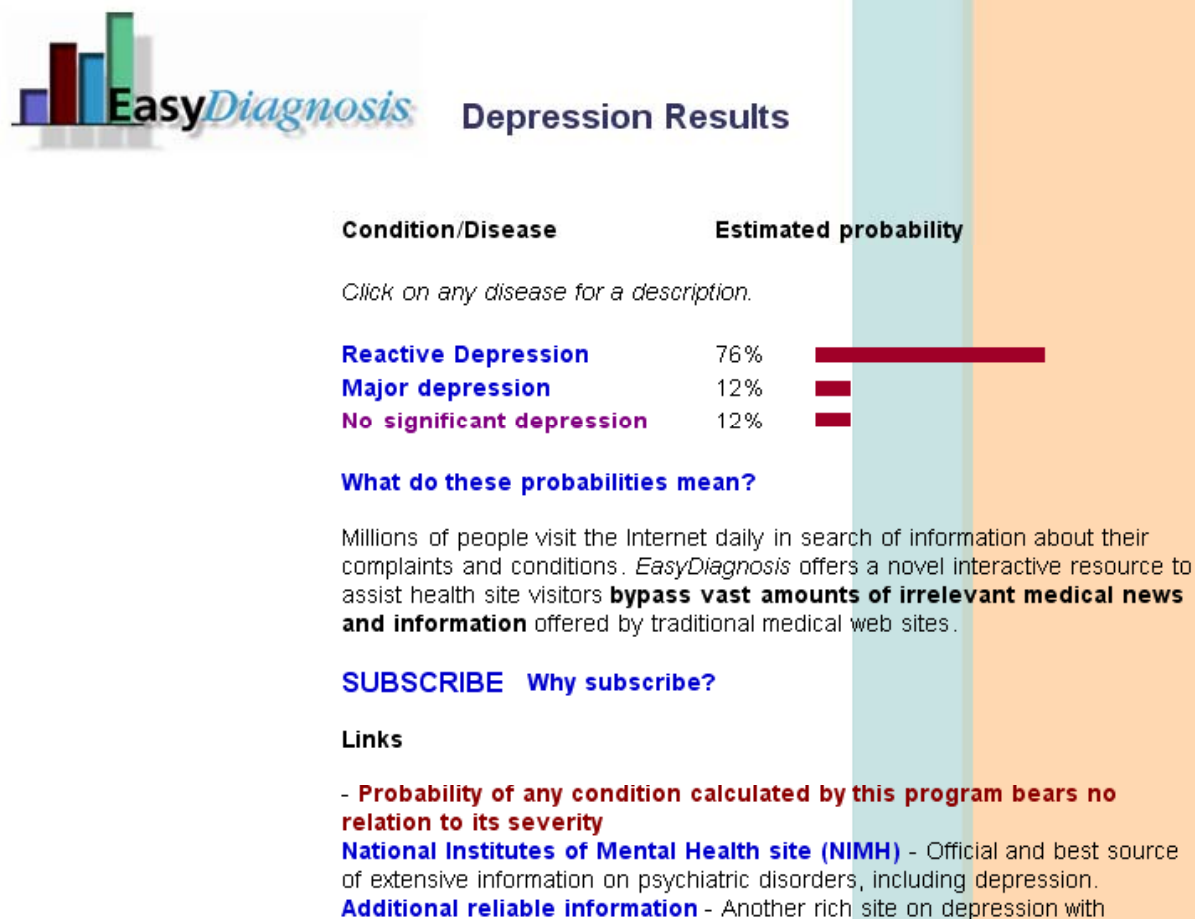 EasyDiagnosis
Depression Results
Condition/Disease Estimated probability
Click on any disease for a description.
Reactive Depression 76%
Major depression 12%
No significant depression 12%
What do these probabilities mean?
Millions of people visit the Internet daily in search of information about their
complaints and conditions. EasyDiagnosis offers a novel interactive resource to
assist health site visitors bypass vast amounts of irrelevant medical news
and information offered by traditional medical web sites.
SUBSCRIBE Why subscribe?
Links
- Probability of any condition calculated by this program bears no
relation to its severity
National Institutes of Mental Health site (NIMH) - Official and best source
of extensive information on psychiatric disorders, including depression.
Additional reliable information - Another rich site on depression with